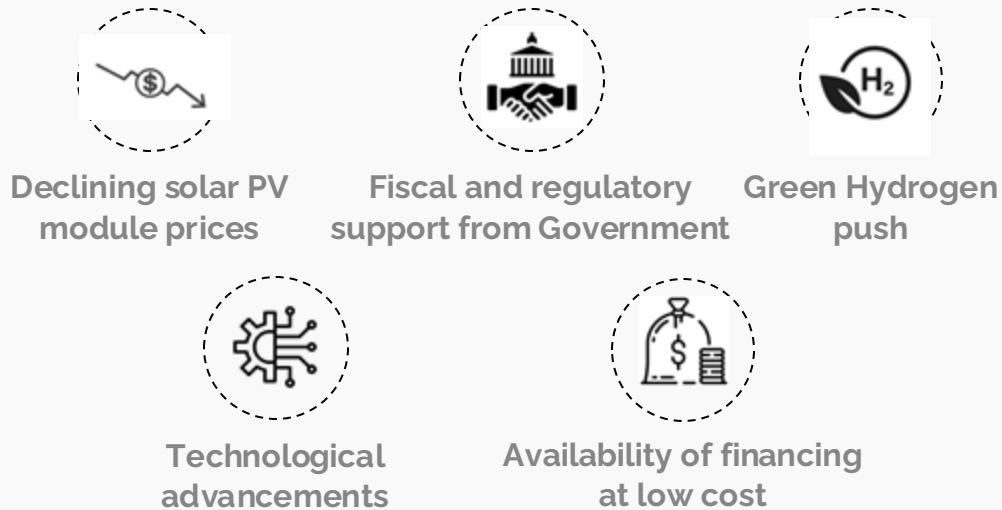 $
H₂
Declining solar PV
module prices
Fiscal and regulatory
support from Government
Green Hydrogen
push
$
Technological
advancements
Availability of financing
at low cost